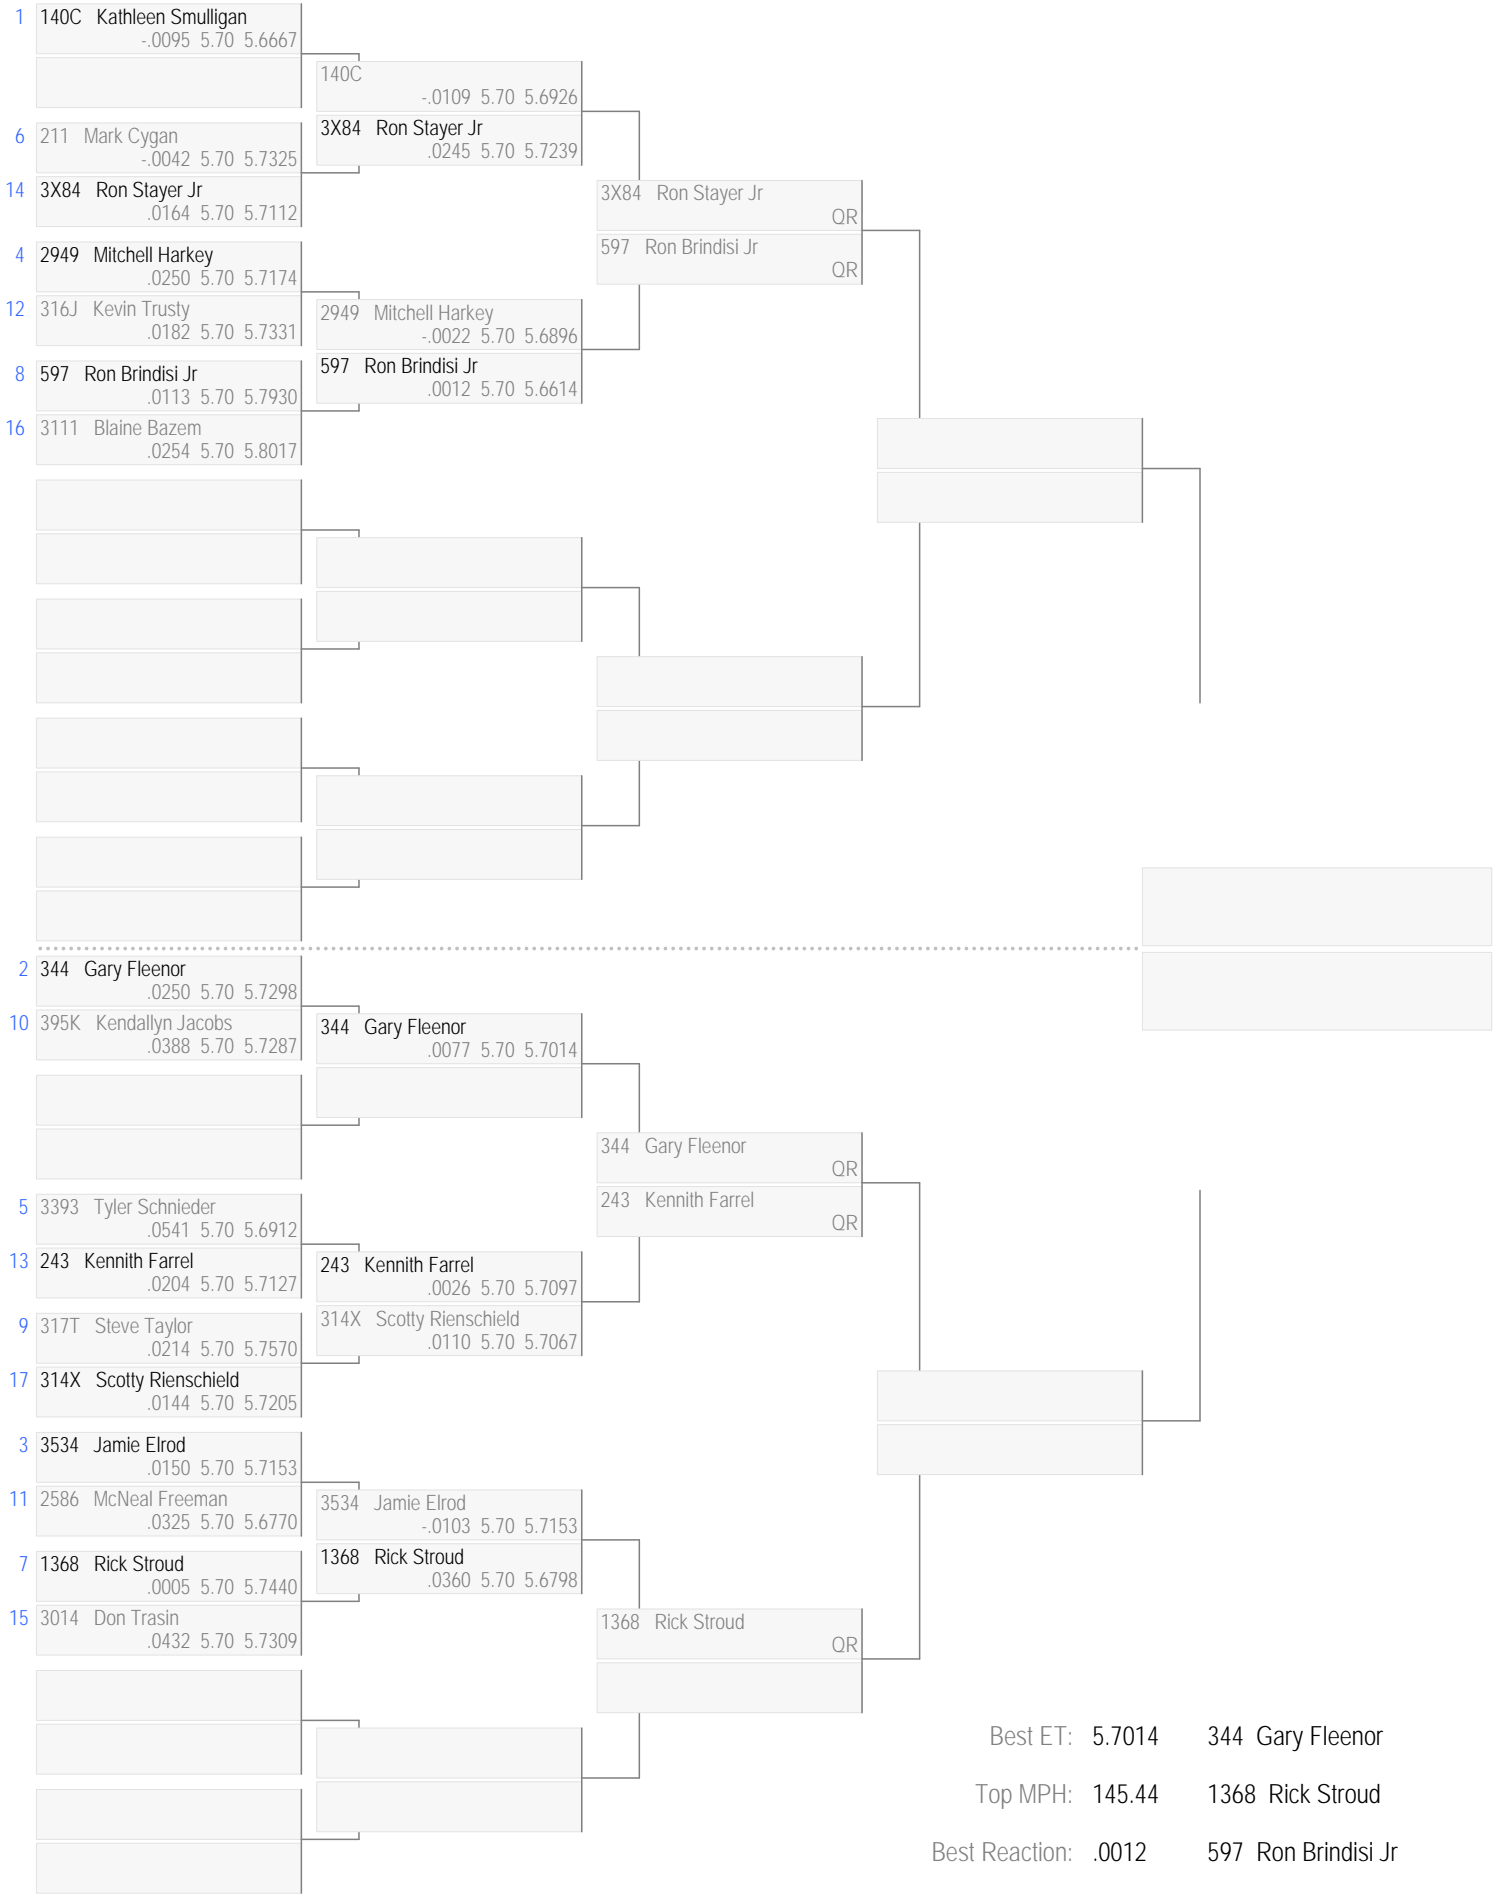 1 140C Kathleen Smulligan
-.0095 5.70 5.6667
140C
-.0109 5.70 5.6926
6 211 Mark Cygan
-.0042 5.70 5.7325
3X84 Ron Stayer Jr
.0245 5.70 5.7239
14 3X84 Ron Stayer Jr
.0164 5.70 5.7112
3X84 Ron Stayer Jr
QR
4 2949 Mitchell Harkey
.0250 5.70 5.7174
597 Ron Brindisi Jr
QR
12 316J Kevin Trusty
.0182 5.70 5.7331
2949 Mitchell Harkey
-.0022 5.70 5.6896
8 597 Ron Brindisi Jr
.0113 5.70 5.7930
597 Ron Brindisi Jr
.0012 5.70 5.6614
16 3111 Blaine Bazem
.0254 5.70 5.8017
2 344 Gary Fleenor
.0250 5.70 5.7298
10 395K Kendallyn Jacobs
.0388 5.70 5.7287
344 Gary Fleenor
.0077 5.70 5.7014
344 Gary Fleenor
QR
5 3393 Tyler Schnieder
.0541 5.70 5.6912
243 Kennith Farrel
QR
13 243 Kennith Farrel
.0204 5.70 5.7127
243 Kennith Farrel
.0026 5.70 5.7097
9 317T Steve Taylor
.0214 5.70 5.7570
314X Scotty Rienschield
.0110 5.70 5.7067
17 314X Scotty Rienschield
.0144 5.70 5.7205
3 3534 Jamie Elrod
.0150 5.70 5.7153
11 2586 McNeal Freeman
.0325 5.70 5.6770
3534 Jamie Elrod
-.0103 5.70 5.7153
7 1368 Rick Stroud
.0005 5.70 5.7440
1368 Rick Stroud
.0360 5.70 5.6798
15 3014 Don Trasin
.0432 5.70 5.7309
1368 Rick Stroud
QR
Best ET: 5.7014 344 Gary Fleenor
Top MPH: 145.44 1368 Rick Stroud
Best Reaction: .0012 597 Ron Brindisi Jr